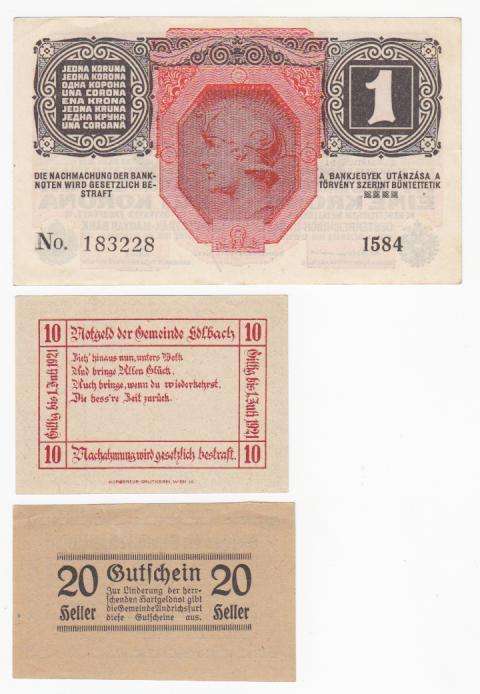 JEDNA KORUNA
JEDNA KORONA
ОДНА КОРОНА
UNA CORONA
ENA KRONA
JEDNA KRUNA
ЈЕДНА КРУНА
UNA COROANĂ
1
DIE NACHMACHUNG DER BANK-
NOTEN WIRD GESETZLICH BE-
STRAFT
A BANKJEGYEK UTÁNZÁSA A
TÖRVÉNY SZERINT BÜNTETTETIK
No. 183228
1584
10 Notgeld der Gemeinde Edlbach 10
Gültig bis 1. Juli 1921
Zieh' hinaus nun, unters Volk
Und bringe Allen Glück.
Auch bringe, wenn du wiederkehrst.
Die bess're Zeit zurück.
Gültig bis 1. Juli 1921
10 Nachahmung wird gesetzlich bestraft. 10
20 Gutschein 20
Heller Heller
Zur Linderung der herr-
schenden Hartgeldnot gibt
die Gemeinde Andrichsfurt
diese Gutscheine aus.